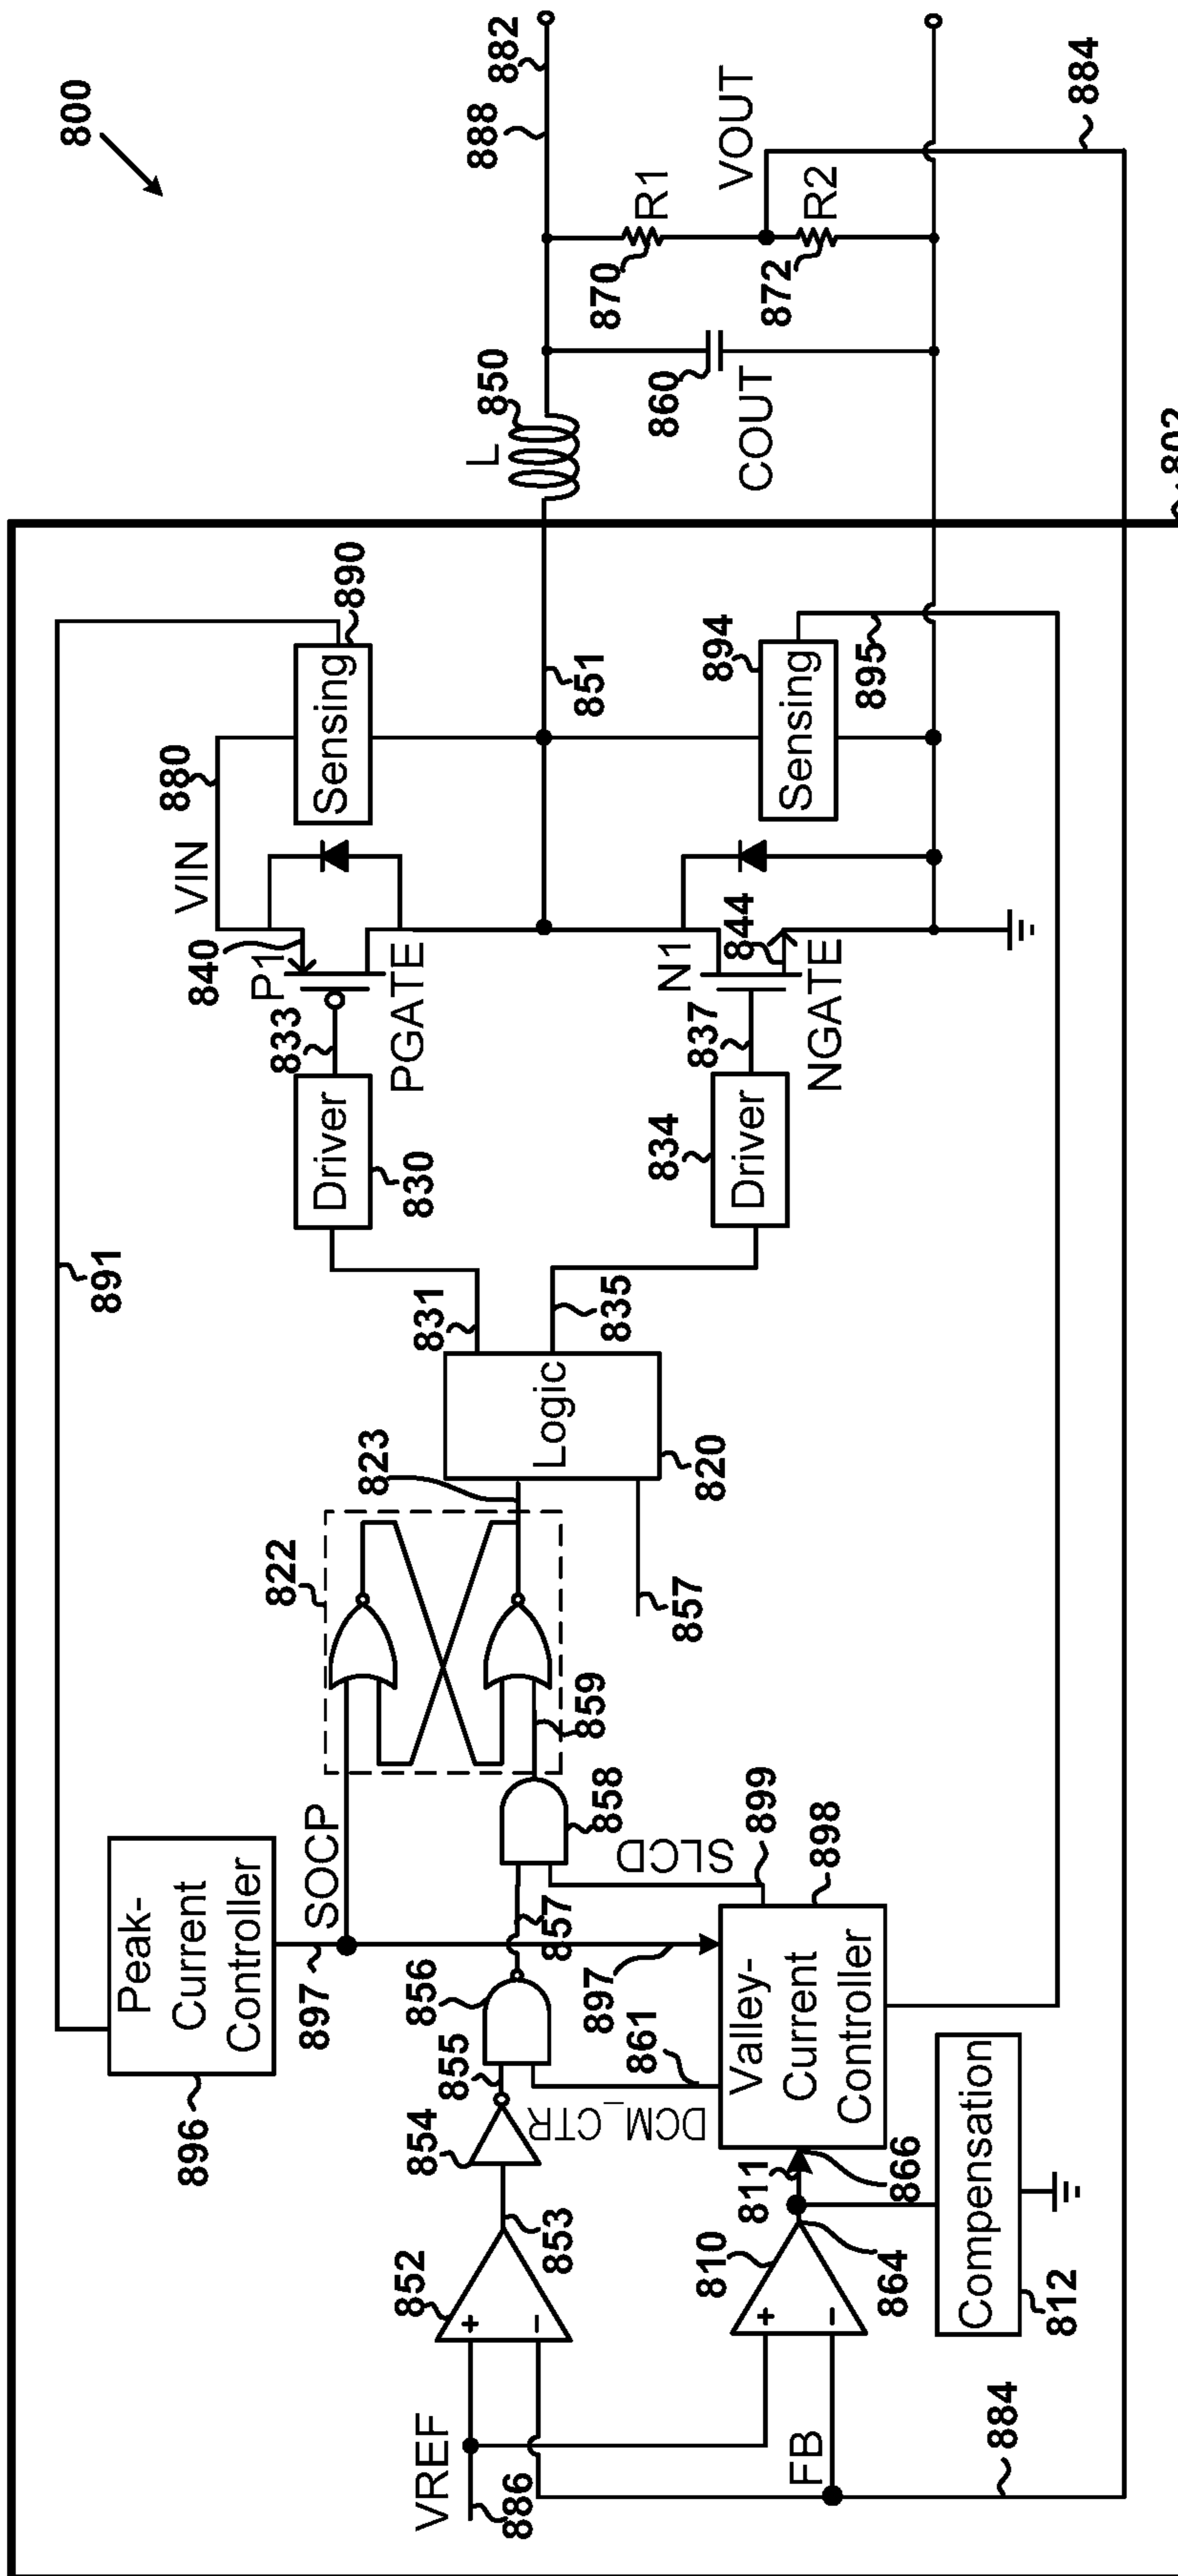 800
802
VIN
880
891
Sensing
890
851
L
850
888
882
R1
870
VOUT
R2
872
860
COUT
884
Sensing
894
895
840
P1
833
PGATE
Driver
830
N1
844
837
NGATE
Driver
834
831
835
Logic
820
823
822
857
859
858
Peak-
Current
Controller
896
SOCP
897
857
SLCD
899
898
856
855
897
861
DCM_CTR
Valley-
Current
Controller
854
853
852
+
-
811
866
810
+
-
864
Compensation
812
VREF
886
FB
884